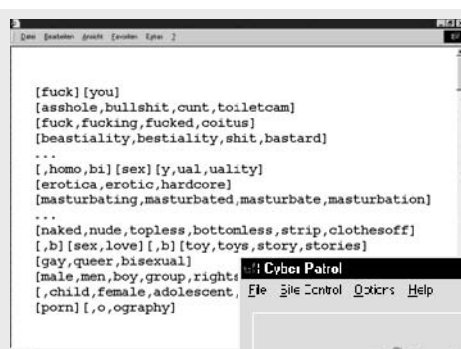 Datei Bearbeiten Ansicht Favoriten Extras ?
[fuck][you]
[asshole,bullshit,cunt,toiletcam]
[fuck,fucking,fucked,coitus]
[beastiality,bestiality,shit,bastard]
...
[,homo,bi][sex][y,ual,uality]
[erotica,erotic,hardcore]
[masturbating,masturbated,masturbate,masturbation]
...
[naked,nude,topless,bottomless,strip,clothesoff]
[,b][sex,love][,b][toy,toys,story,stories]
[gay,queer,bisexual]
[male,men,boy,group,rights
[,child,female,adolescent,
[porn][,o,ography]
Cyber Patrol
File Site Control Options Help